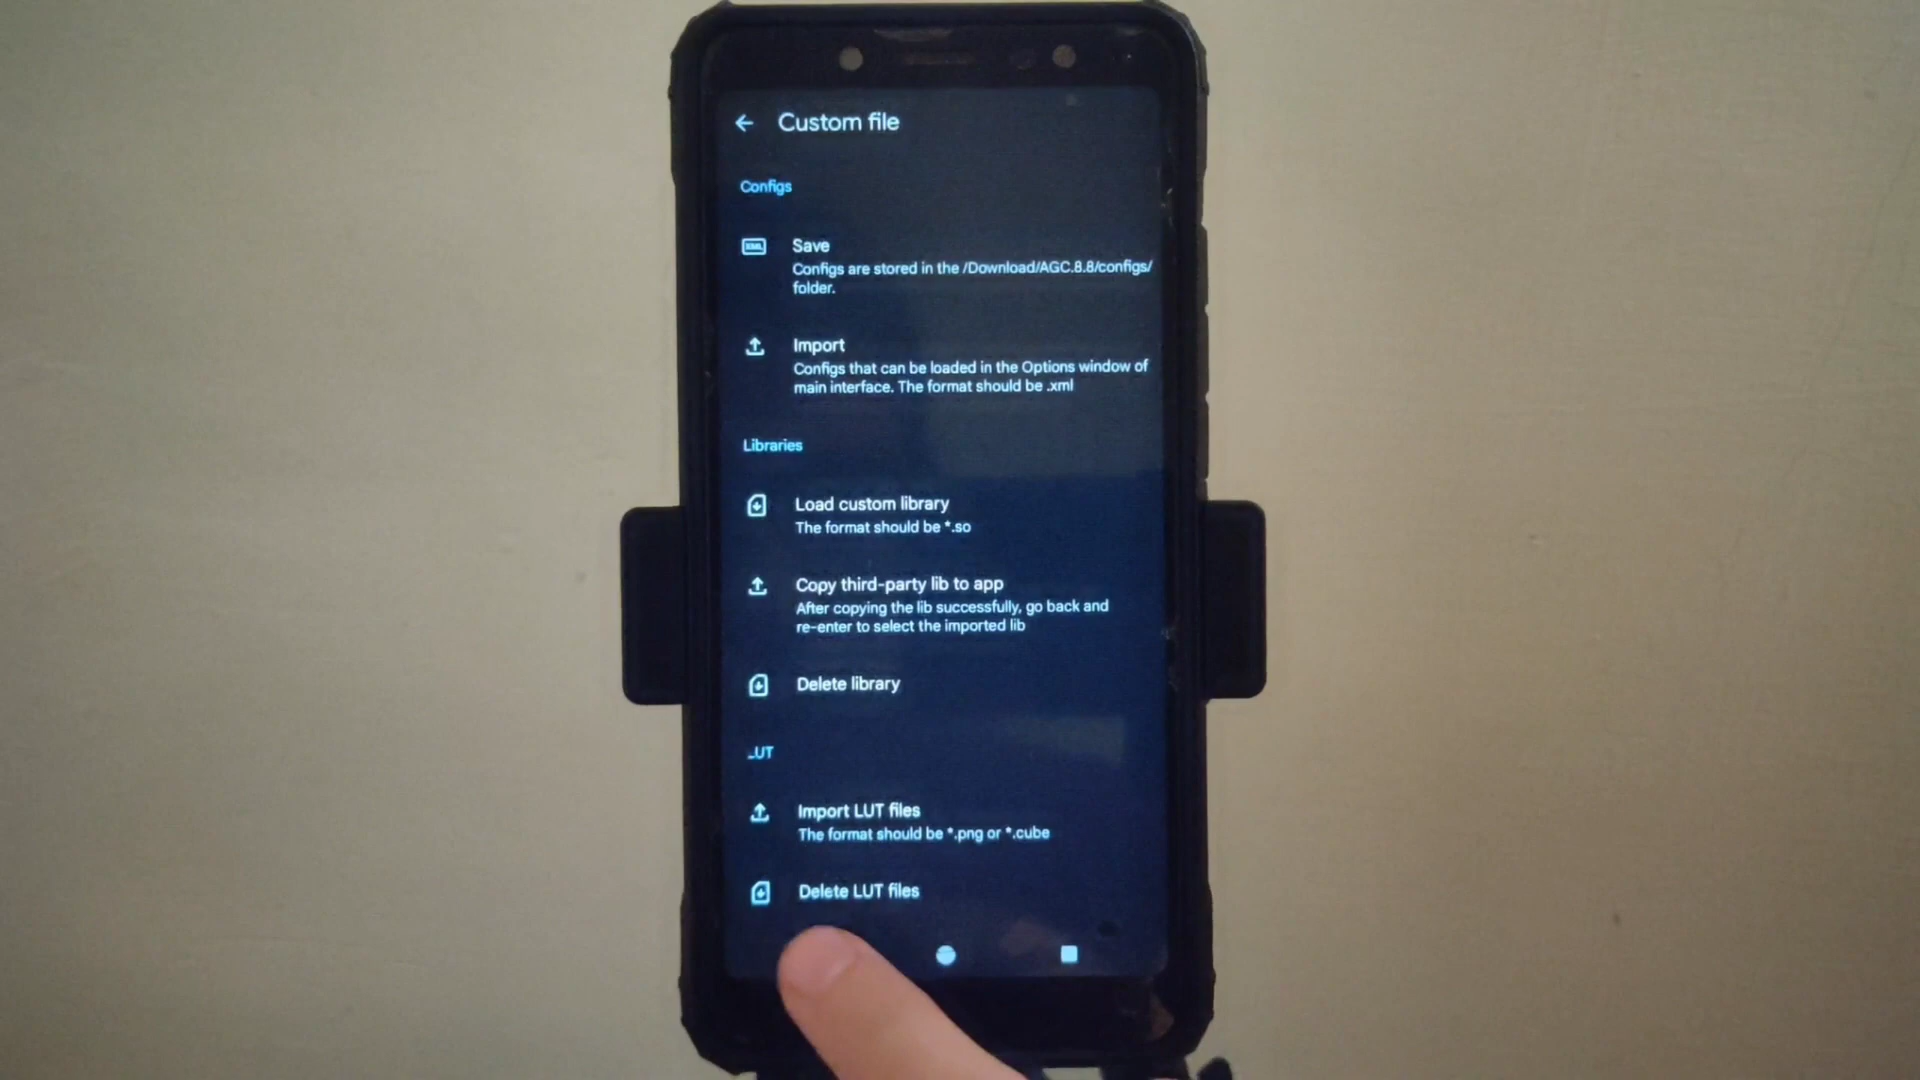 Custom file
Configs
Save
Configs are stored in the /Download/AGC.8.8/configs/
folder.
Import
Configs that can be loaded in the Options window of
main interface. The format should be .xml
Libraries
Load custom library
The format should be *.so
Copy third-party lib to app
After copying the lib successfully, go back and
re-enter to select the imported lib
Delete library
LUT
Import LUT files
The format should be *.png or *.cube
Delete LUT files